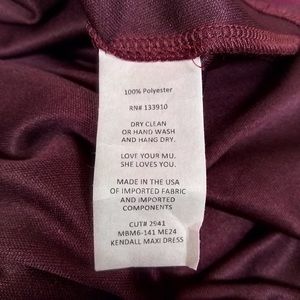 100% Polyester
RN# 133910
DRY CLEAN
OR HAND WASH
AND HANG DRY.
LOVE YOUR MU.
SHE LOVES YOU.
MADE IN THE USA
OF IMPORTED FABRIC
AND IMPORTED
COMPONENTS
CUT# 2941
MBM6-141 ME24
KENDALL MAXI DRESS